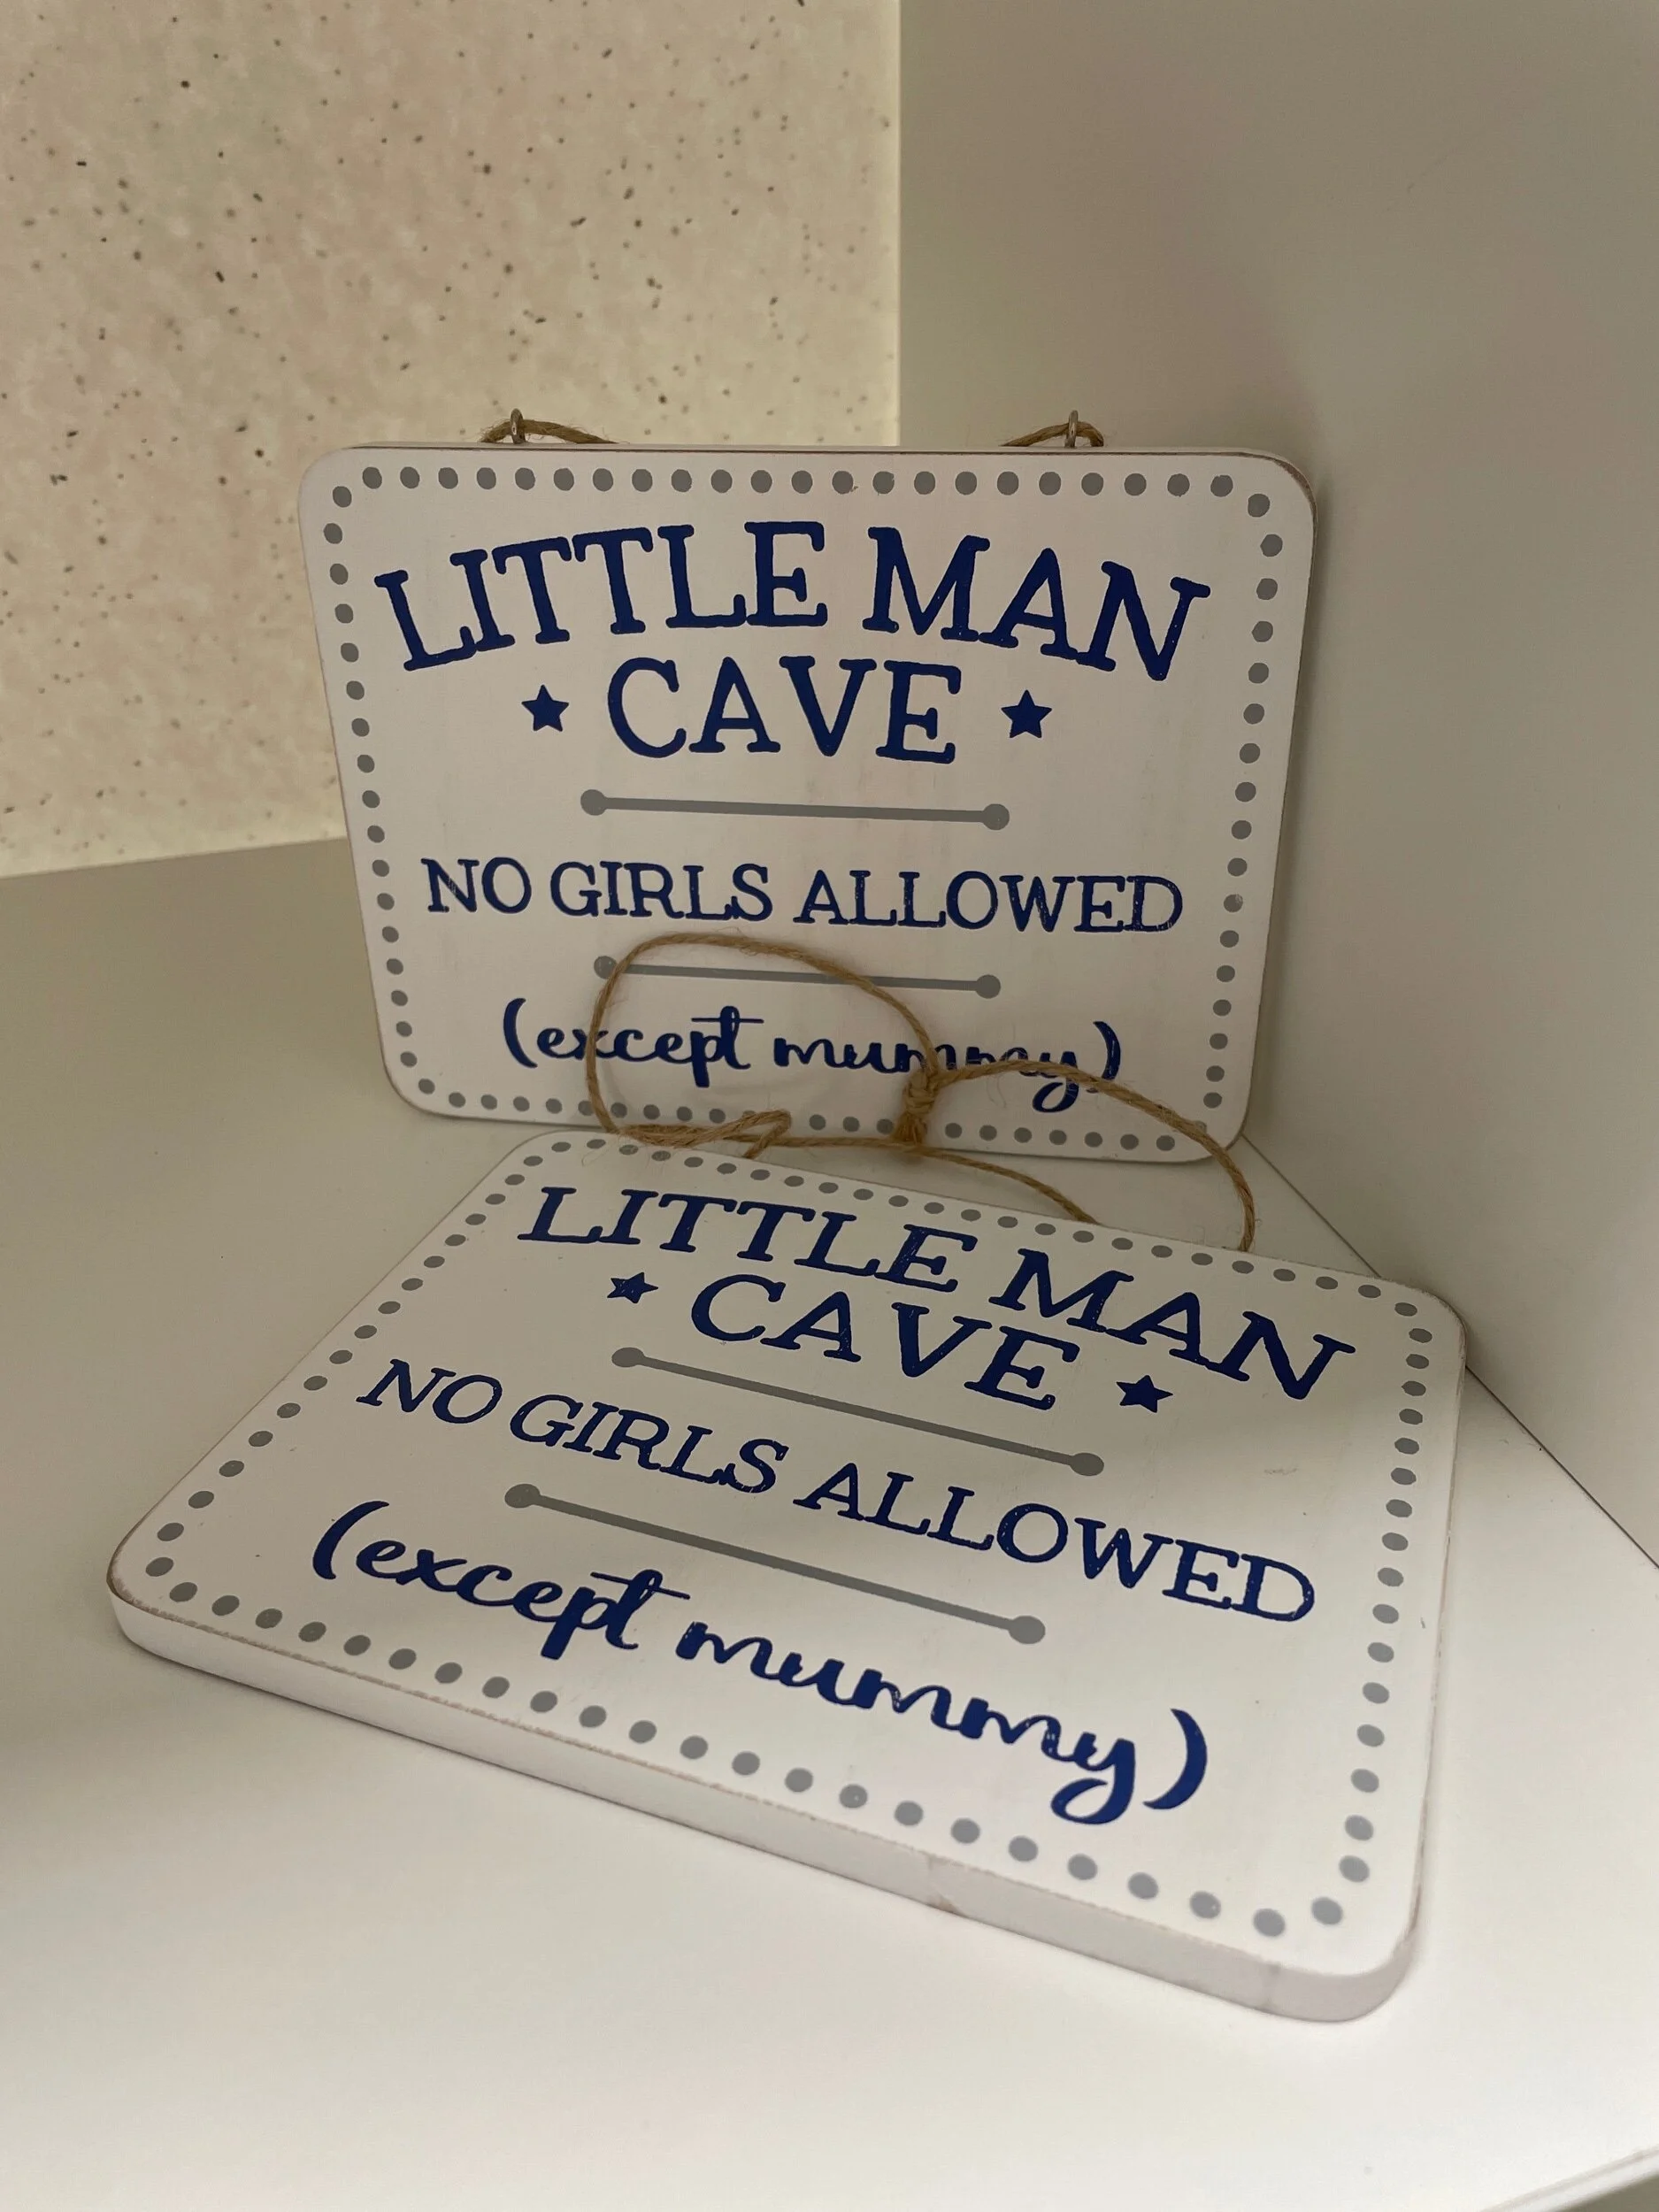 LITTLE MAN
CAVE
NO GIRLS ALLOWED
(except mummy)
LITTLE MAN
CAVE
NO GIRLS ALLOWED
(except mummy)